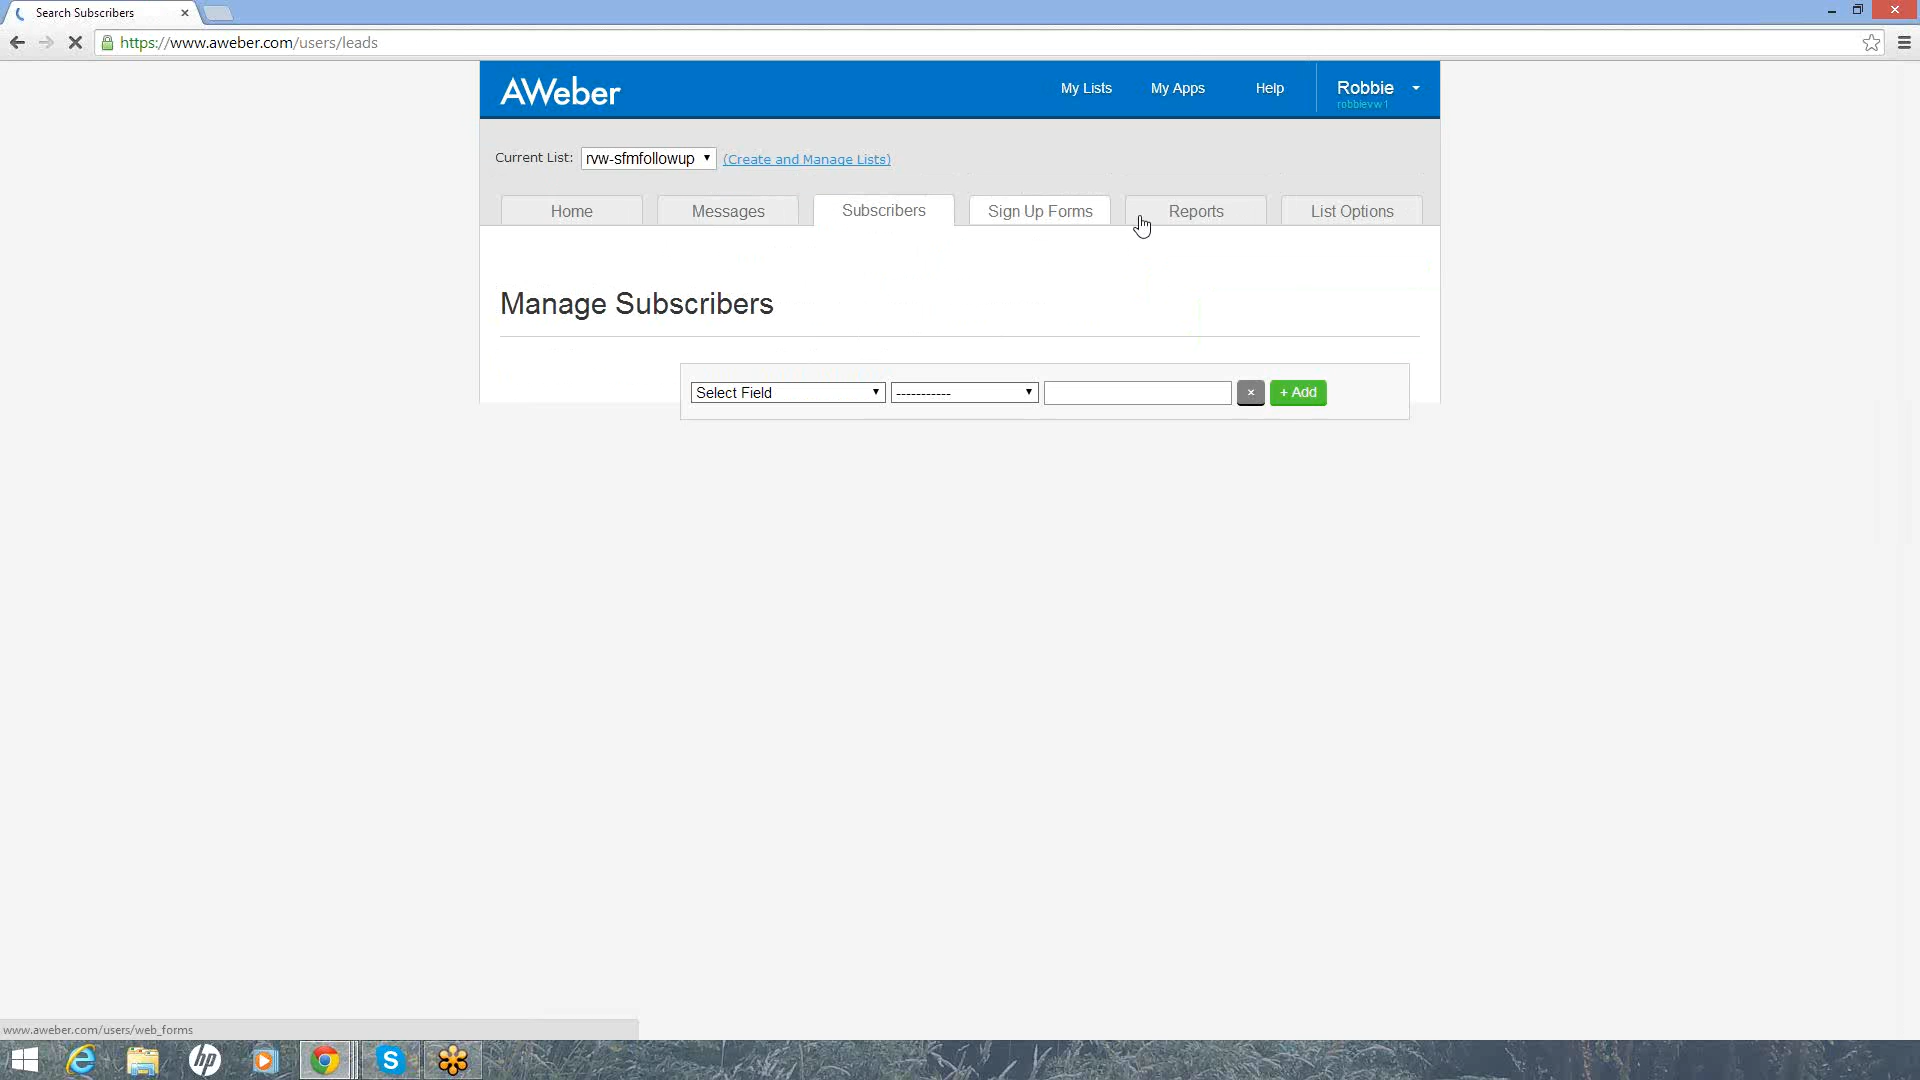 Search Subscribers
https://www.aweber.com/users/leads
AWeber
My Lists
My Apps
Help
Robbie
robbievw1
Current List:
rvw-sfmfollowup
(Create and Manage Lists)
Home
Messages
Subscribers
Sign Up Forms
Reports
List Options
Manage Subscribers
Select Field
-----------
× 
+ Add
www.aweber.com/users/web_forms
hp
S